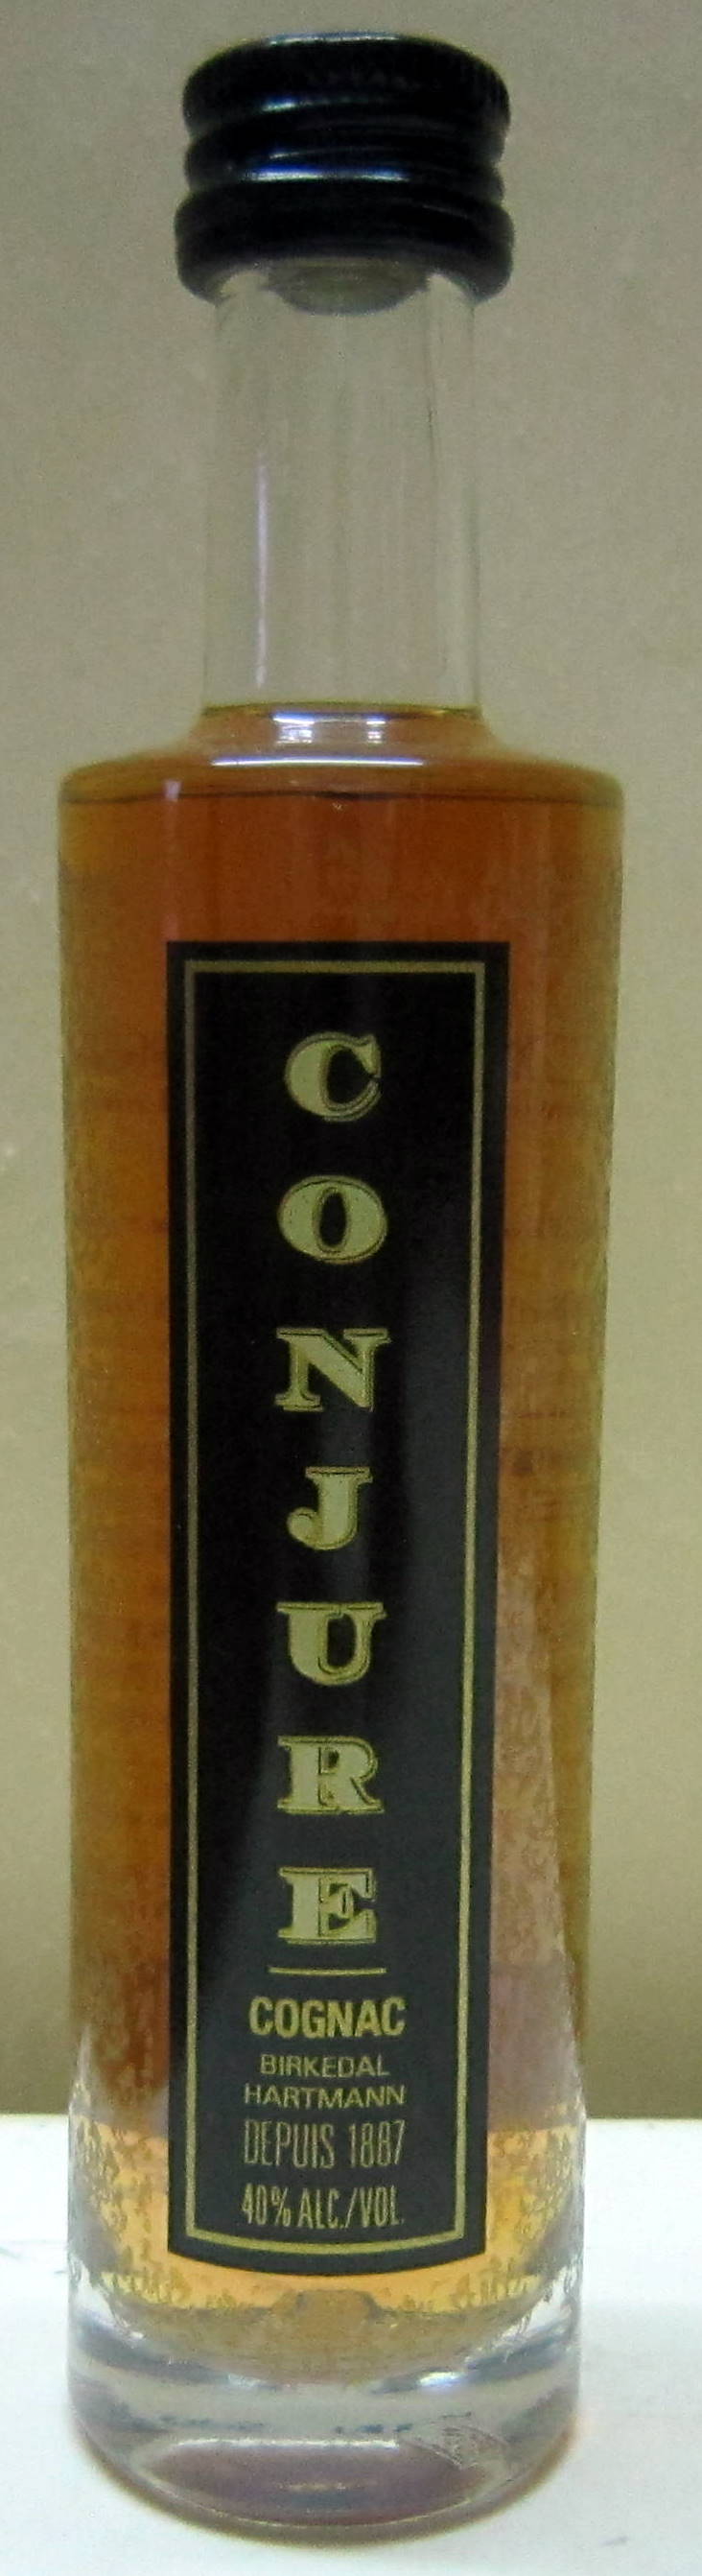 CONJURE
COGNAC
BIRKEDAL
HARTMANN
DEPUIS 1887
40% ALC./VOL.